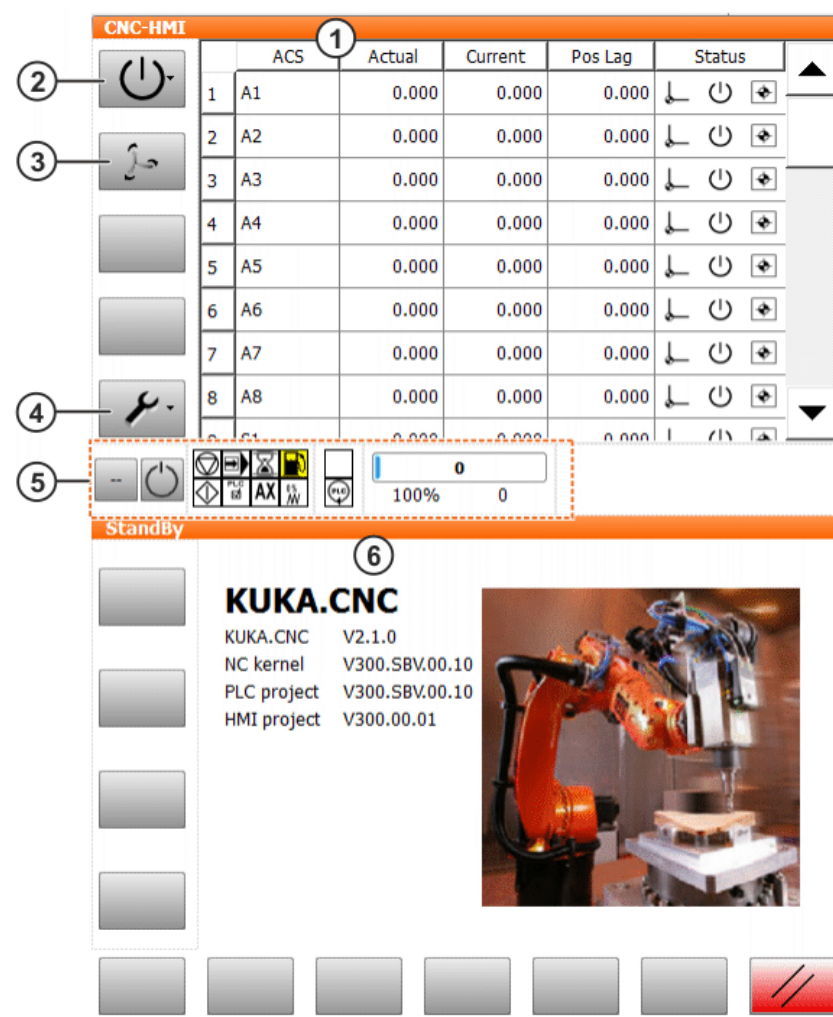 CNC-HMI
1
ACS Actual Current Pos Lag Status
2
1 A1 0.000 0.000 0.000
2 A2 0.000 0.000 0.000
3
3 A3 0.000 0.000 0.000
4 A4 0.000 0.000 0.000
5 A5 0.000 0.000 0.000
6 A6 0.000 0.000 0.000
7 A7 0.000 0.000 0.000
4
8 A8 0.000 0.000 0.000
5
-- 0
PLC AX 0% PLC 100% 0
StandBy
6
KUKA.CNC
KUKA.CNC V2.1.0
NC kernel V300.SBV.00.10
PLC project V300.SBV.00.10
HMI project V300.00.01